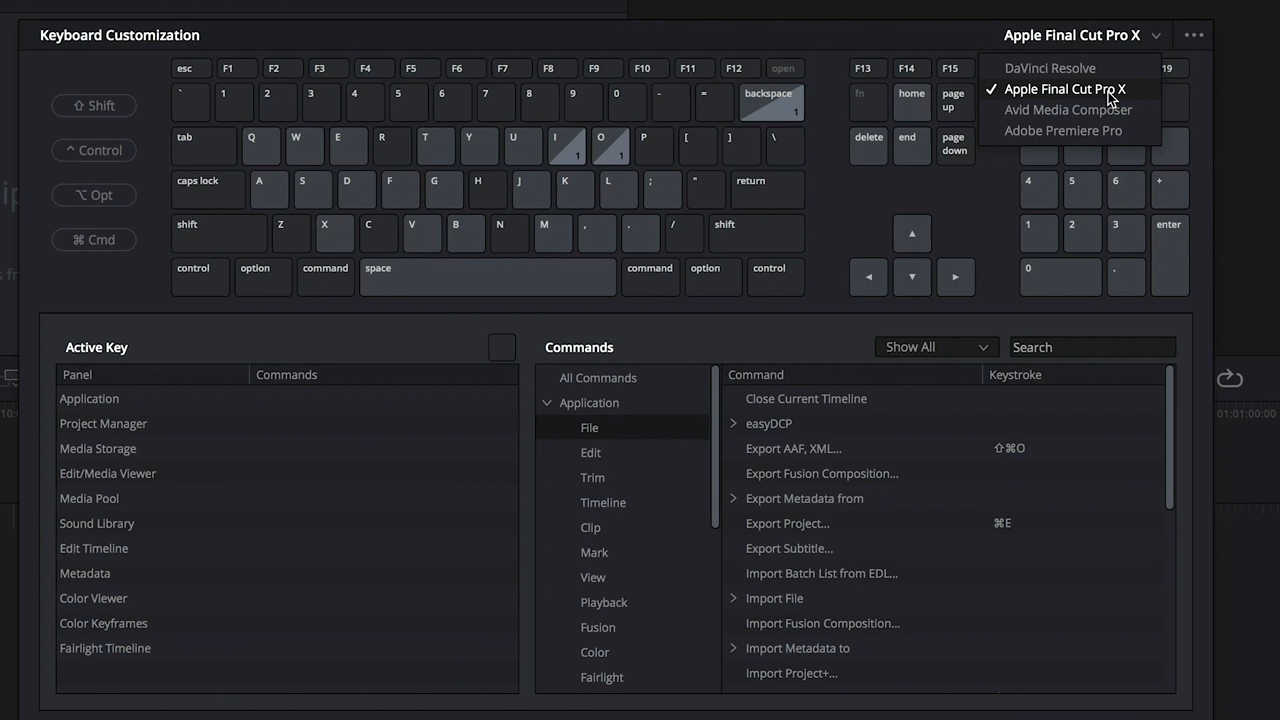 Keyboard Customization
Apple Final Cut Pro X
DaVinci Resolve
Apple Final Cut Pro X
Avid Media Composer
Adobe Premiere Pro
esc F1 F2 F3 F4 F5 F6 F7 F8 F9 F10 F11 F12 open F13 F14 F15 19
⇧ Shift
` 1 2 3 4 5 6 7 8 9 0 - = backspace 1 fn home page up
^ Control
tab Q W E R T Y U I 1 O 1 P [ ] \ delete end page down
⌥ Opt
caps lock A S D F G H J K L ; " return 4 5 6 +
⌘ Cmd
shift Z X C V B N M , . / shift ▲ 1 2 3 enter
control option command space command option control ◄ ▼ ► 0 .
Active Key
Panel Commands
Application
Project Manager
Media Storage
Edit/Media Viewer
Media Pool
Sound Library
Edit Timeline
Metadata
Color Viewer
Color Keyframes
Fairlight Timeline
Commands
Show All
Search
All Commands
Application
File
Edit
Trim
Timeline
Clip
Mark
View
Playback
Fusion
Color
Fairlight
Command Keystroke
Close Current Timeline
easyDCP
Export AAF, XML... ⇧⌘O
Export Fusion Composition...
Export Metadata from
Export Project... ⌘E
Export Subtitle...
Import Batch List from EDL...
Import File
Import Fusion Composition...
Import Metadata to
Import Project+...
01:01:00:00